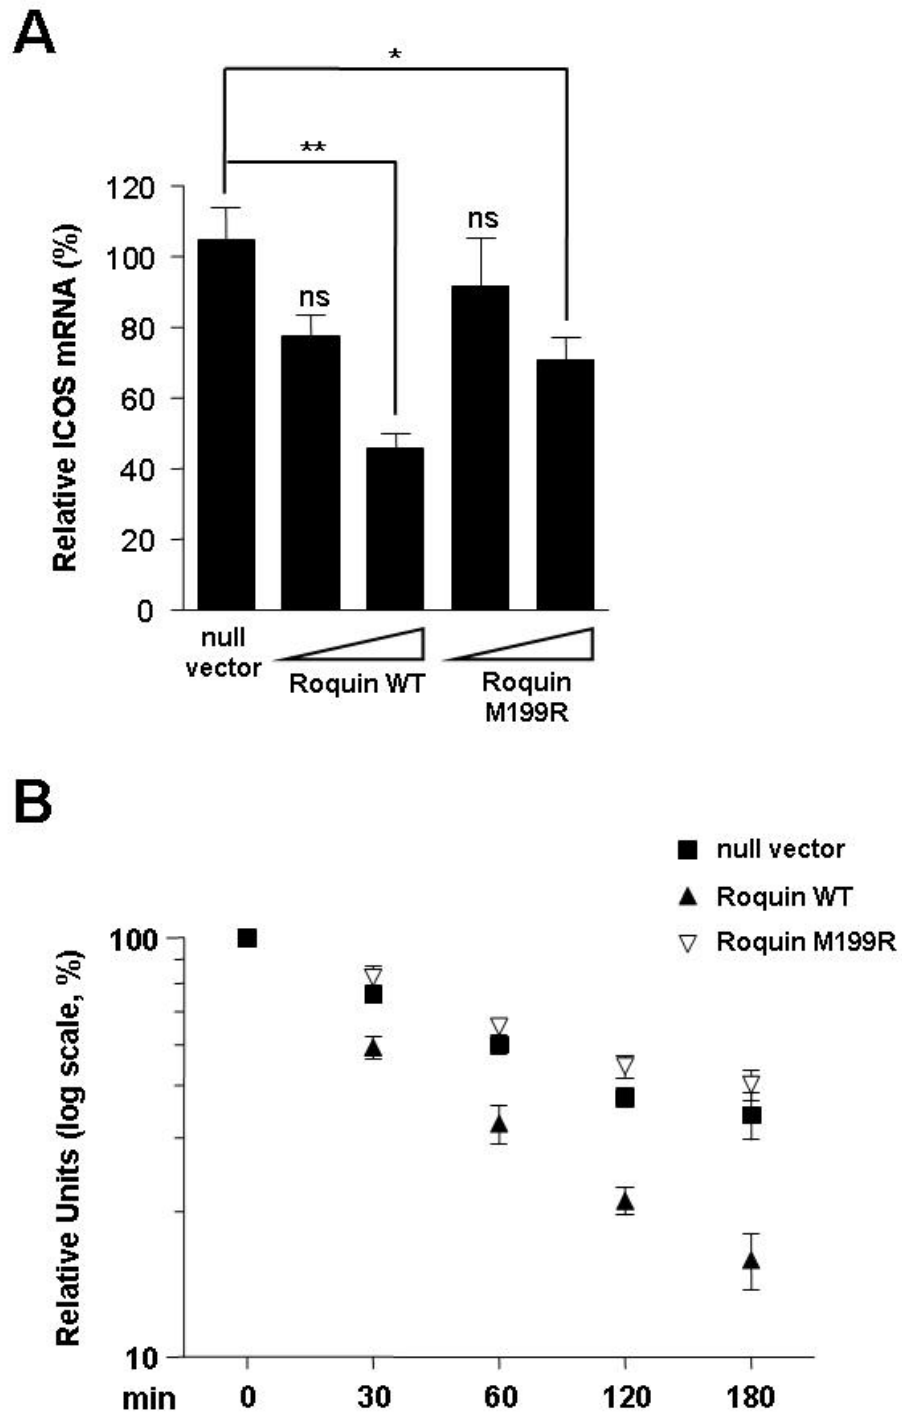 A
*
**
120
100
80
60
40
20
0
Relative ICOS mRNA (%)
ns
ns
null
vector
Roquin WT
Roquin
M199R
B
null vector
Roquin WT
Roquin M199R
100
10
Relative Units (log scale, %)
min 0 30 60 120 180